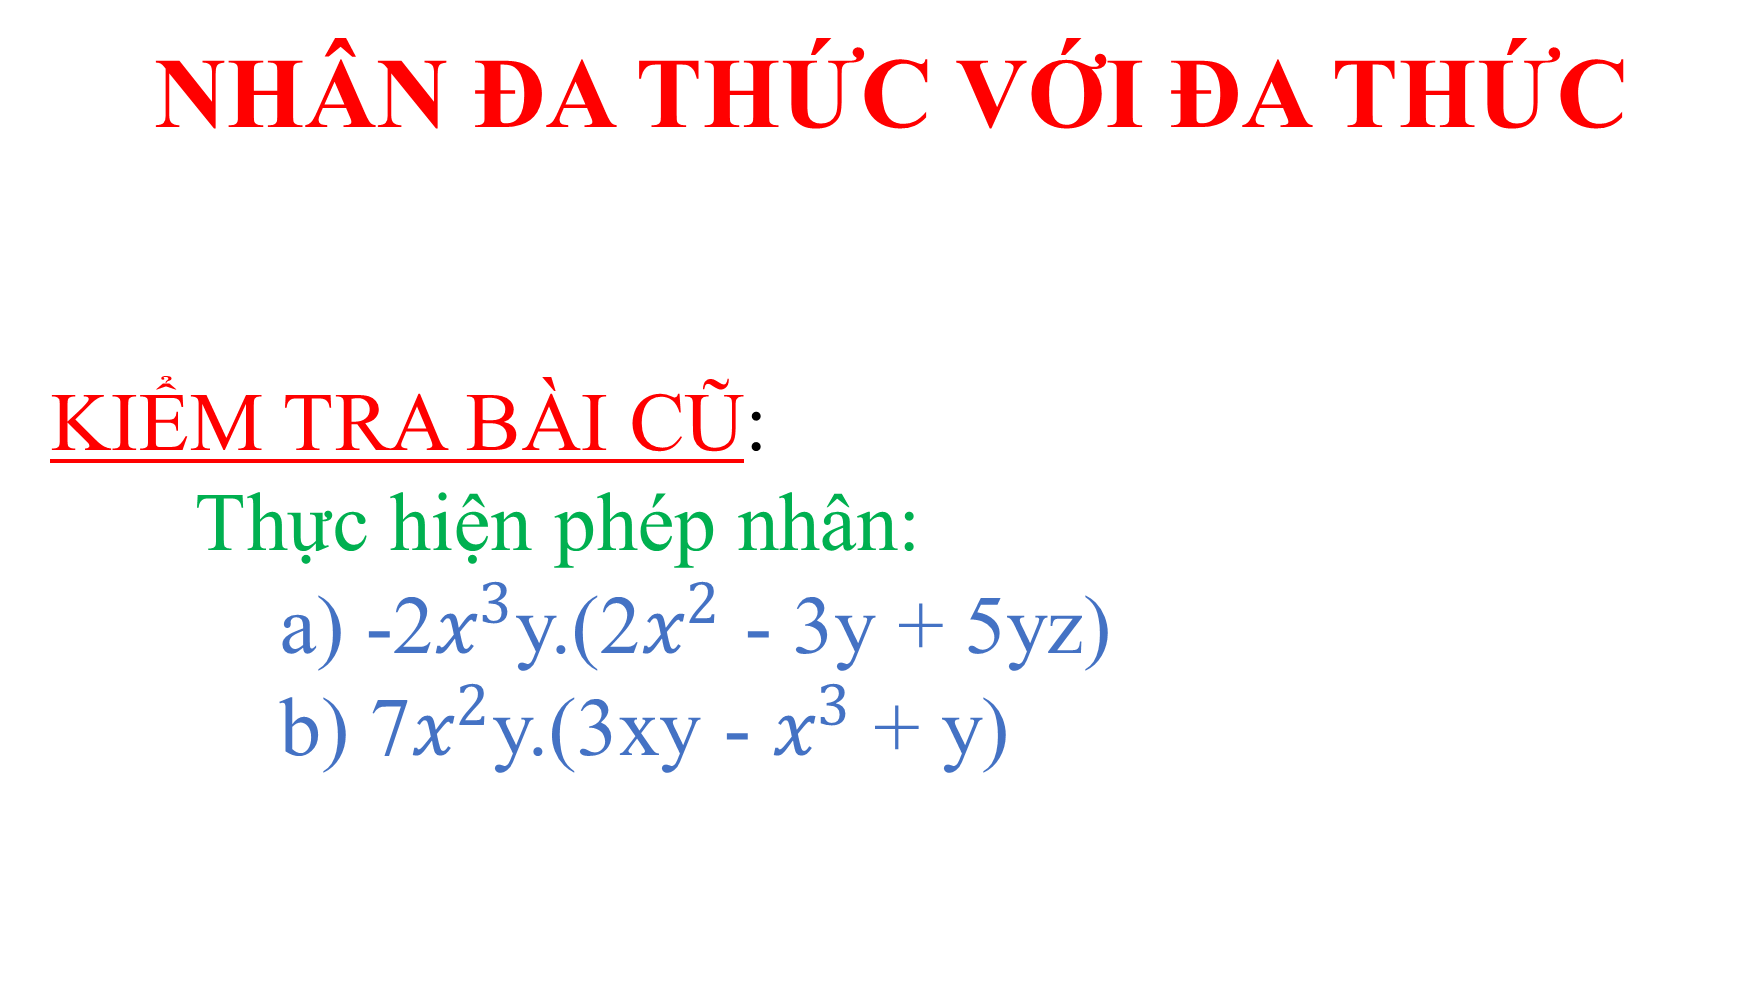 NHÂN ĐA THỨC VỚI ĐA THỨC
KIỂM TRA BÀI CŨ:
Thực hiện phép nhân:
a) -2𝑥³y.(2𝑥² - 3y + 5yz)
b) 7𝑥²y.(3xy - 𝑥³ + y)